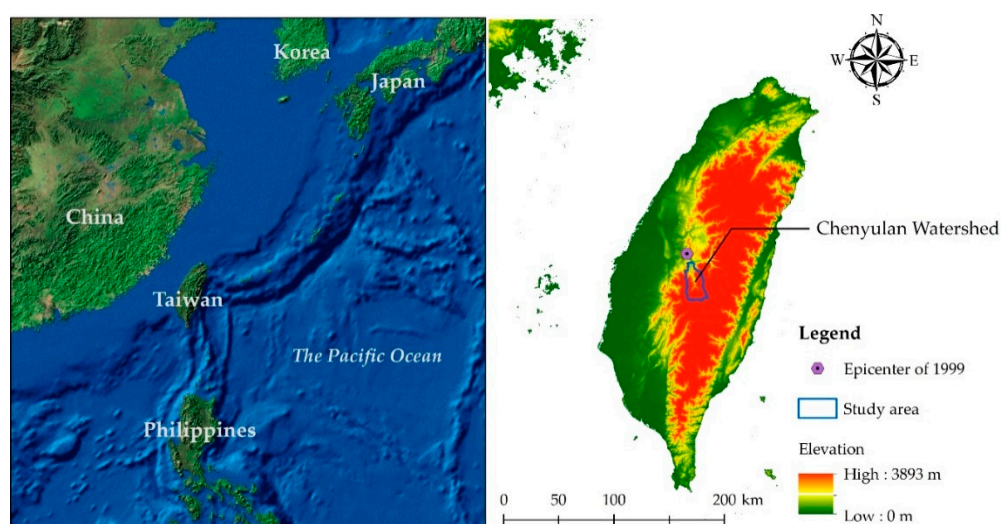 Korea
Japan
China
Taiwan
The Pacific Ocean
Philippines
N
W E
S
Chenyulan Watershed
Legend
Epicenter of 1999
Study area
Elevation
High : 3893 m
Low : 0 m
0 50 100 200 km